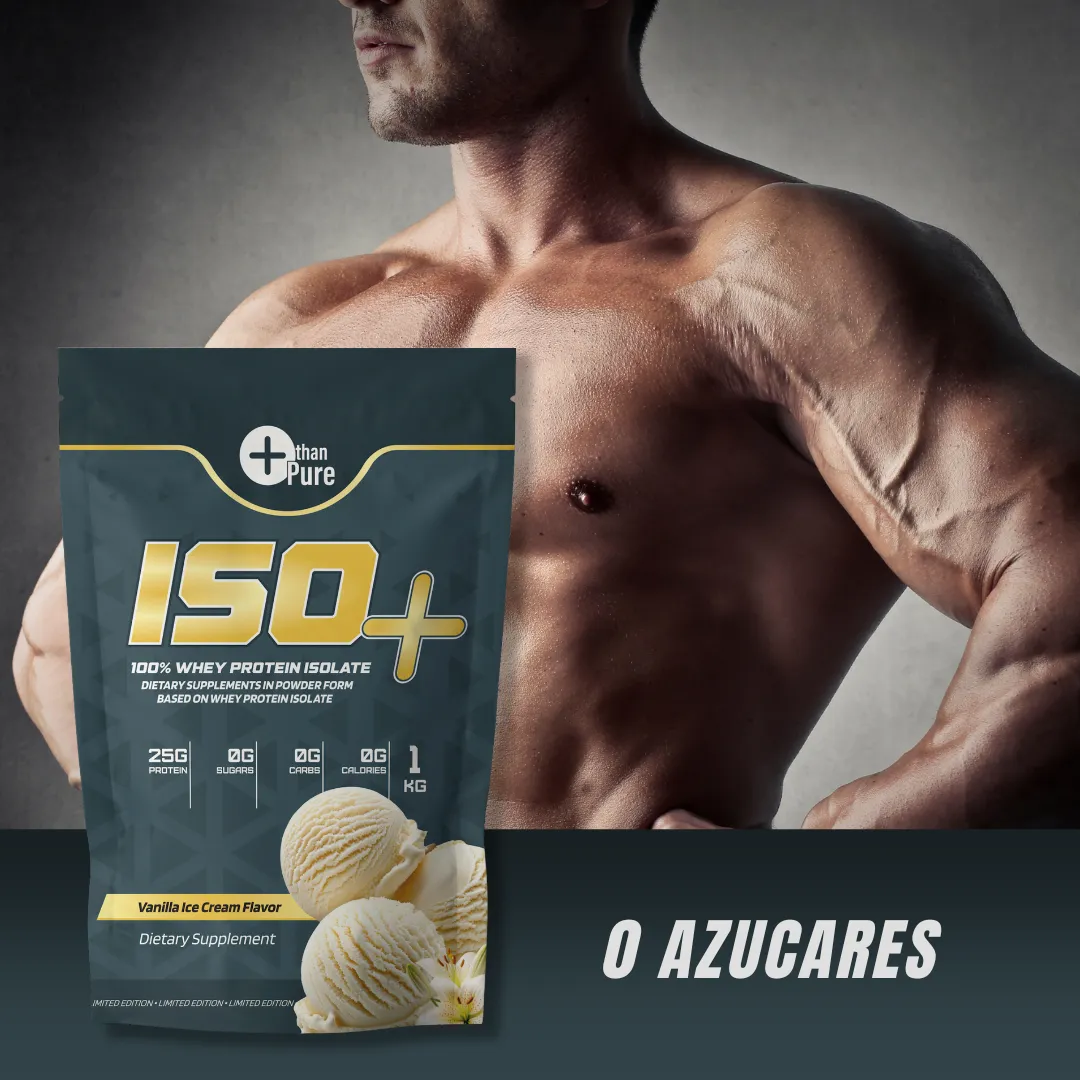 than
Pure
ISO+
100% WHEY PROTEIN ISOLATE
DIETARY SUPPLEMENTS IN POWDER FORM
BASED ON WHEY PROTEIN ISOLATE
25G 0G 0G 0G 1
PROTEIN SUGARS CARBS CALORIES KG
Vanilla Ice Cream Flavor
Dietary Supplement
IMITED EDITION • LIMITED EDITION • LIMITED EDITION
0 AZUCARES